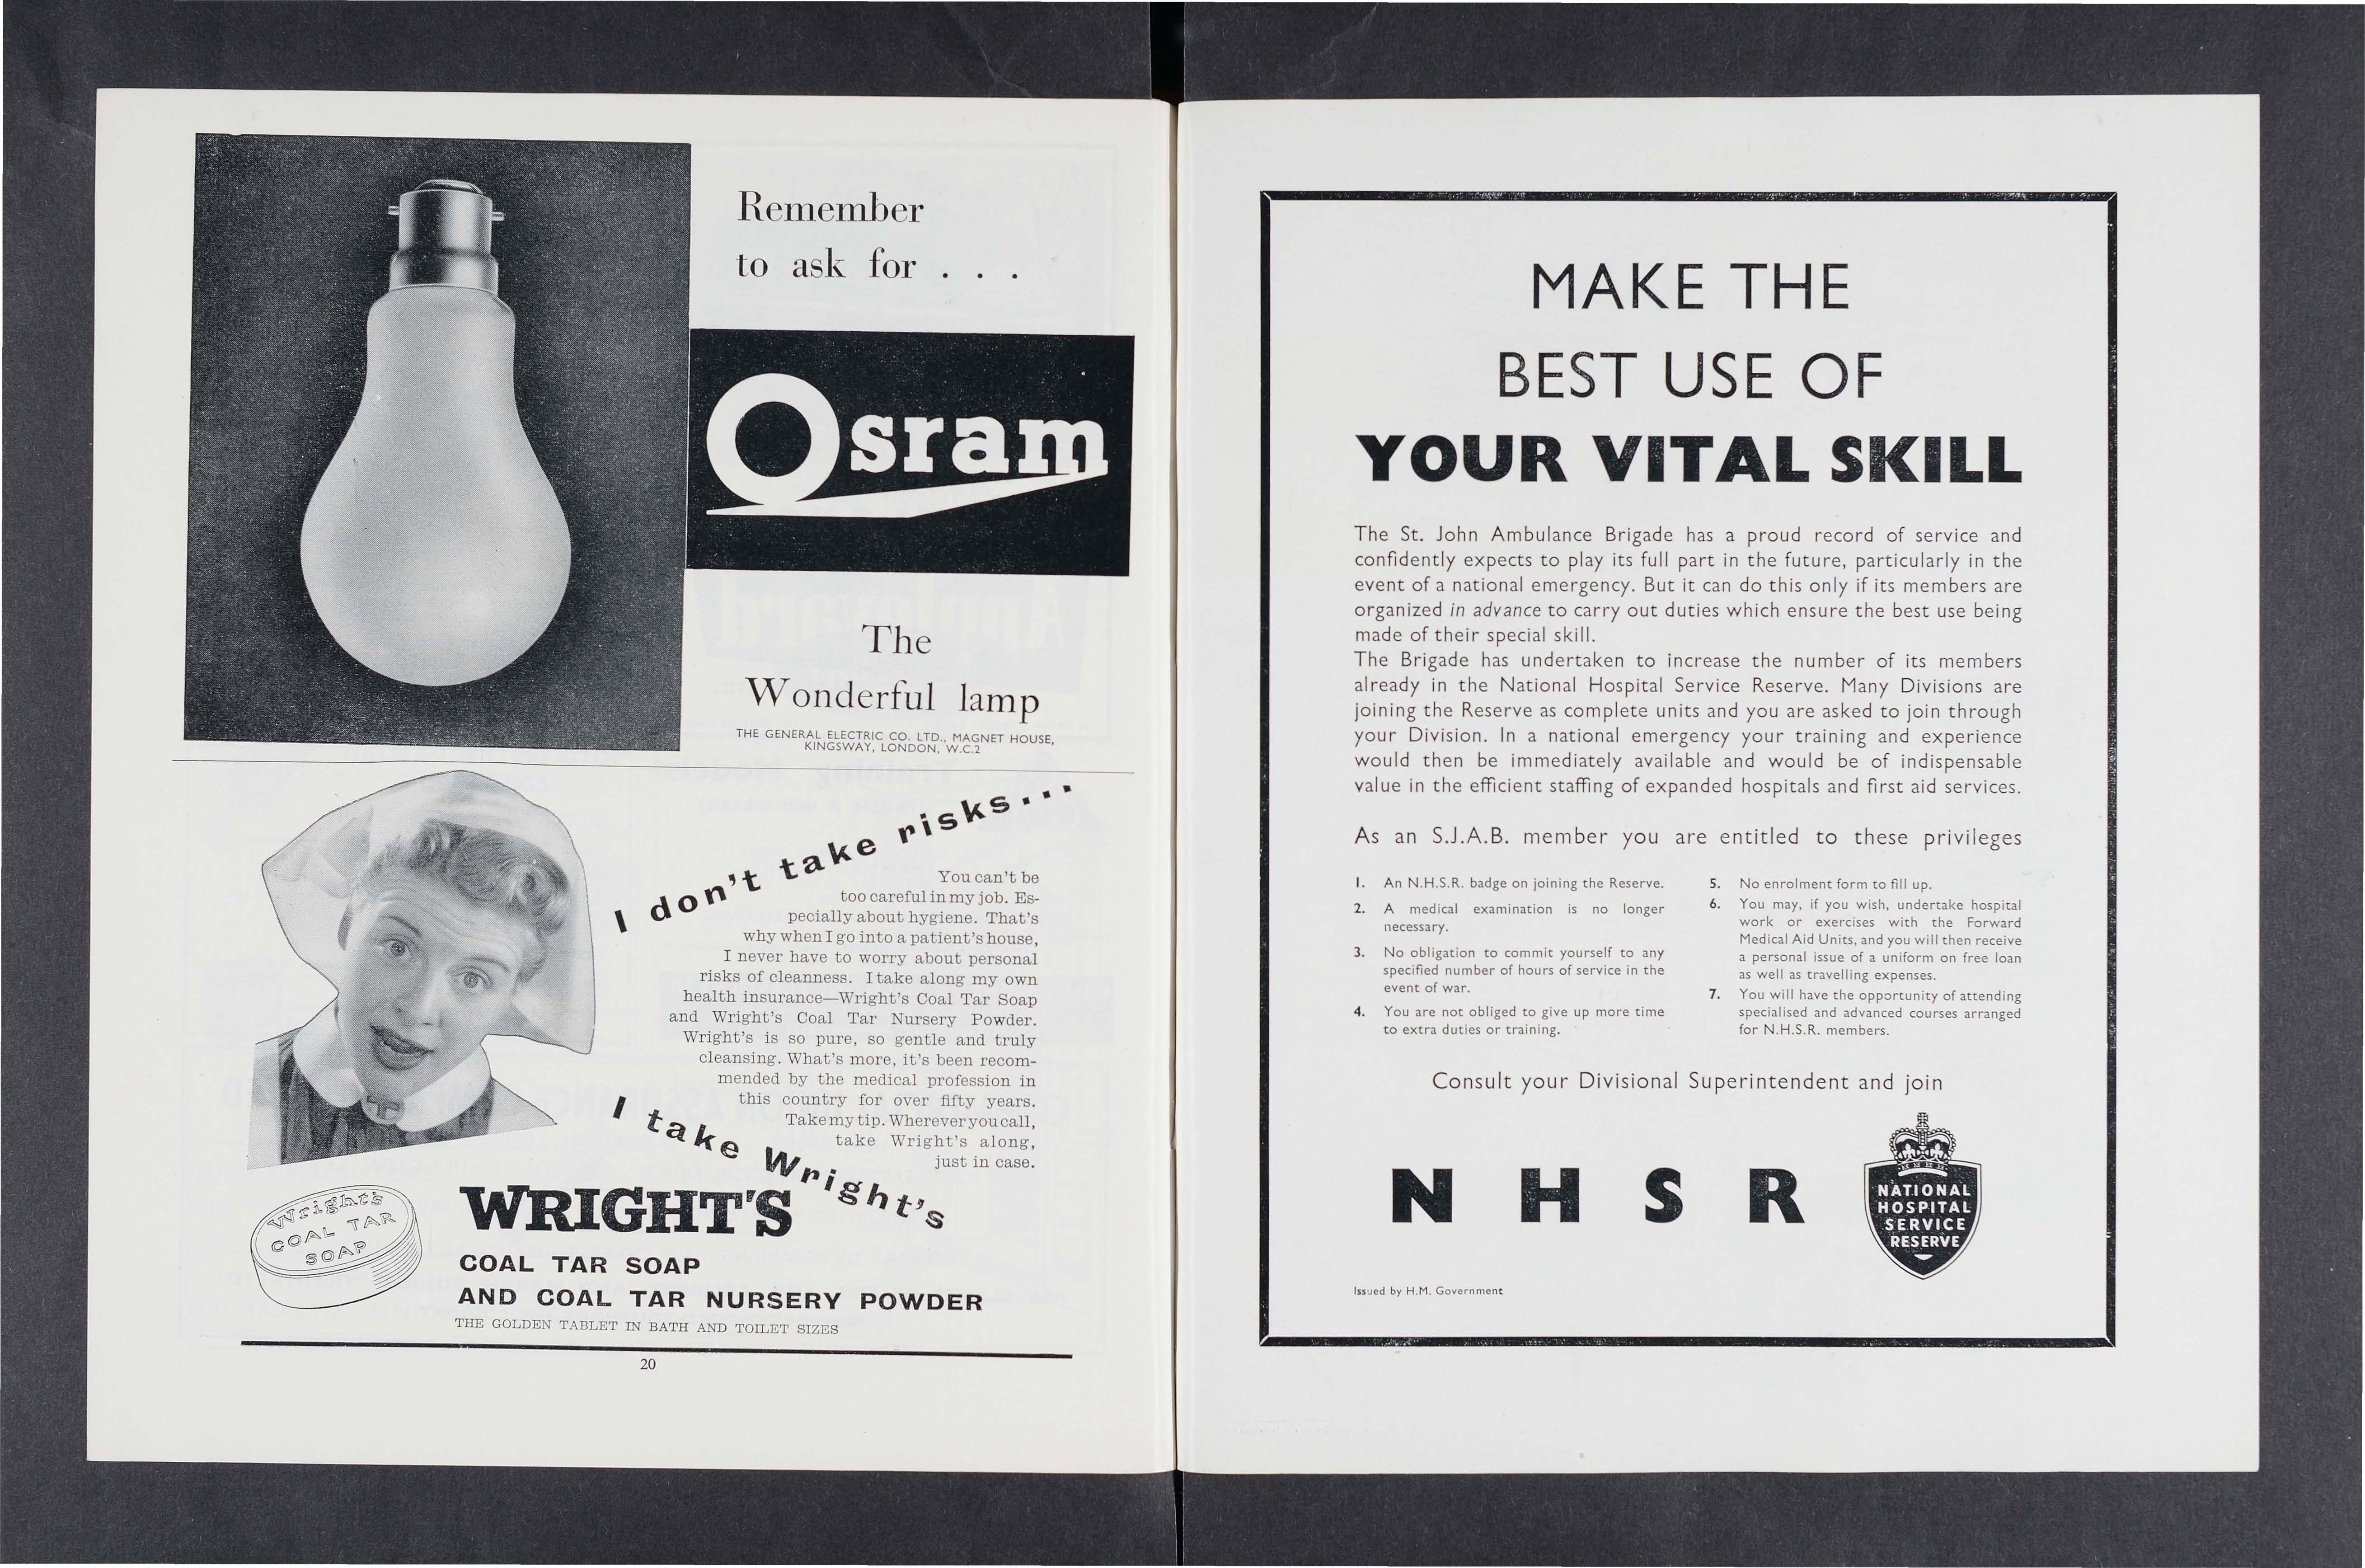 Remember
to ask for . . .
Osram
The
Wonderful lamp
THE GENERAL ELECTRIC CO. LTD., MAGNET HOUSE,
KINGSWAY, LONDON, W.C.2
I don't take risks...
You can't be
too careful in my job. Es-
pecially about hygiene. That's
why when I go into a patient's house,
I never have to worry about personal
risks of cleanness. I take along my own
health insurance—Wright's Coal Tar Soap
and Wright's Coal Tar Nursery Powder.
Wright's is so pure, so gentle and truly
cleansing. What's more, it's been recom-
mended by the medical profession in
this country for over fifty years.
Take my tip. Wherever you call,
take Wright's along,
just in case.
I take Wright's
Wright's
COAL TAR
SOAP
WRIGHT'S
COAL TAR SOAP
AND COAL TAR NURSERY POWDER
THE GOLDEN TABLET IN BATH AND TOILET SIZES
20
MAKE THE
BEST USE OF
YOUR VITAL SKILL
The St. John Ambulance Brigade has a proud record of service and
confidently expects to play its full part in the future, particularly in the
event of a national emergency. But it can do this only if its members are
organized in advance to carry out duties which ensure the best use being
made of their special skill.
The Brigade has undertaken to increase the number of its members
already in the National Hospital Service Reserve. Many Divisions are
joining the Reserve as complete units and you are asked to join through
your Division. In a national emergency your training and experience
would then be immediately available and would be of indispensable
value in the efficient staffing of expanded hospitals and first aid services.
As an S.J.A.B. member you are entitled to these privileges
1. An N.H.S.R. badge on joining the Reserve.
2. A medical examination is no longer
necessary.
3. No obligation to commit yourself to any
specified number of hours of service in the
event of war.
4. You are not obliged to give up more time
to extra duties or training.
5. No enrolment form to fill up.
6. You may, if you wish, undertake hospital
work or exercises with the Forward
Medical Aid Units, and you will then receive
a personal issue of a uniform on free loan
as well as travelling expenses.
7. You will have the opportunity of attending
specialised and advanced courses arranged
for N.H.S.R. members.
Consult your Divisional Superintendent and join
N H S R
NATIONAL
HOSPITAL
SERVICE
RESERVE
Issued by H.M. Government